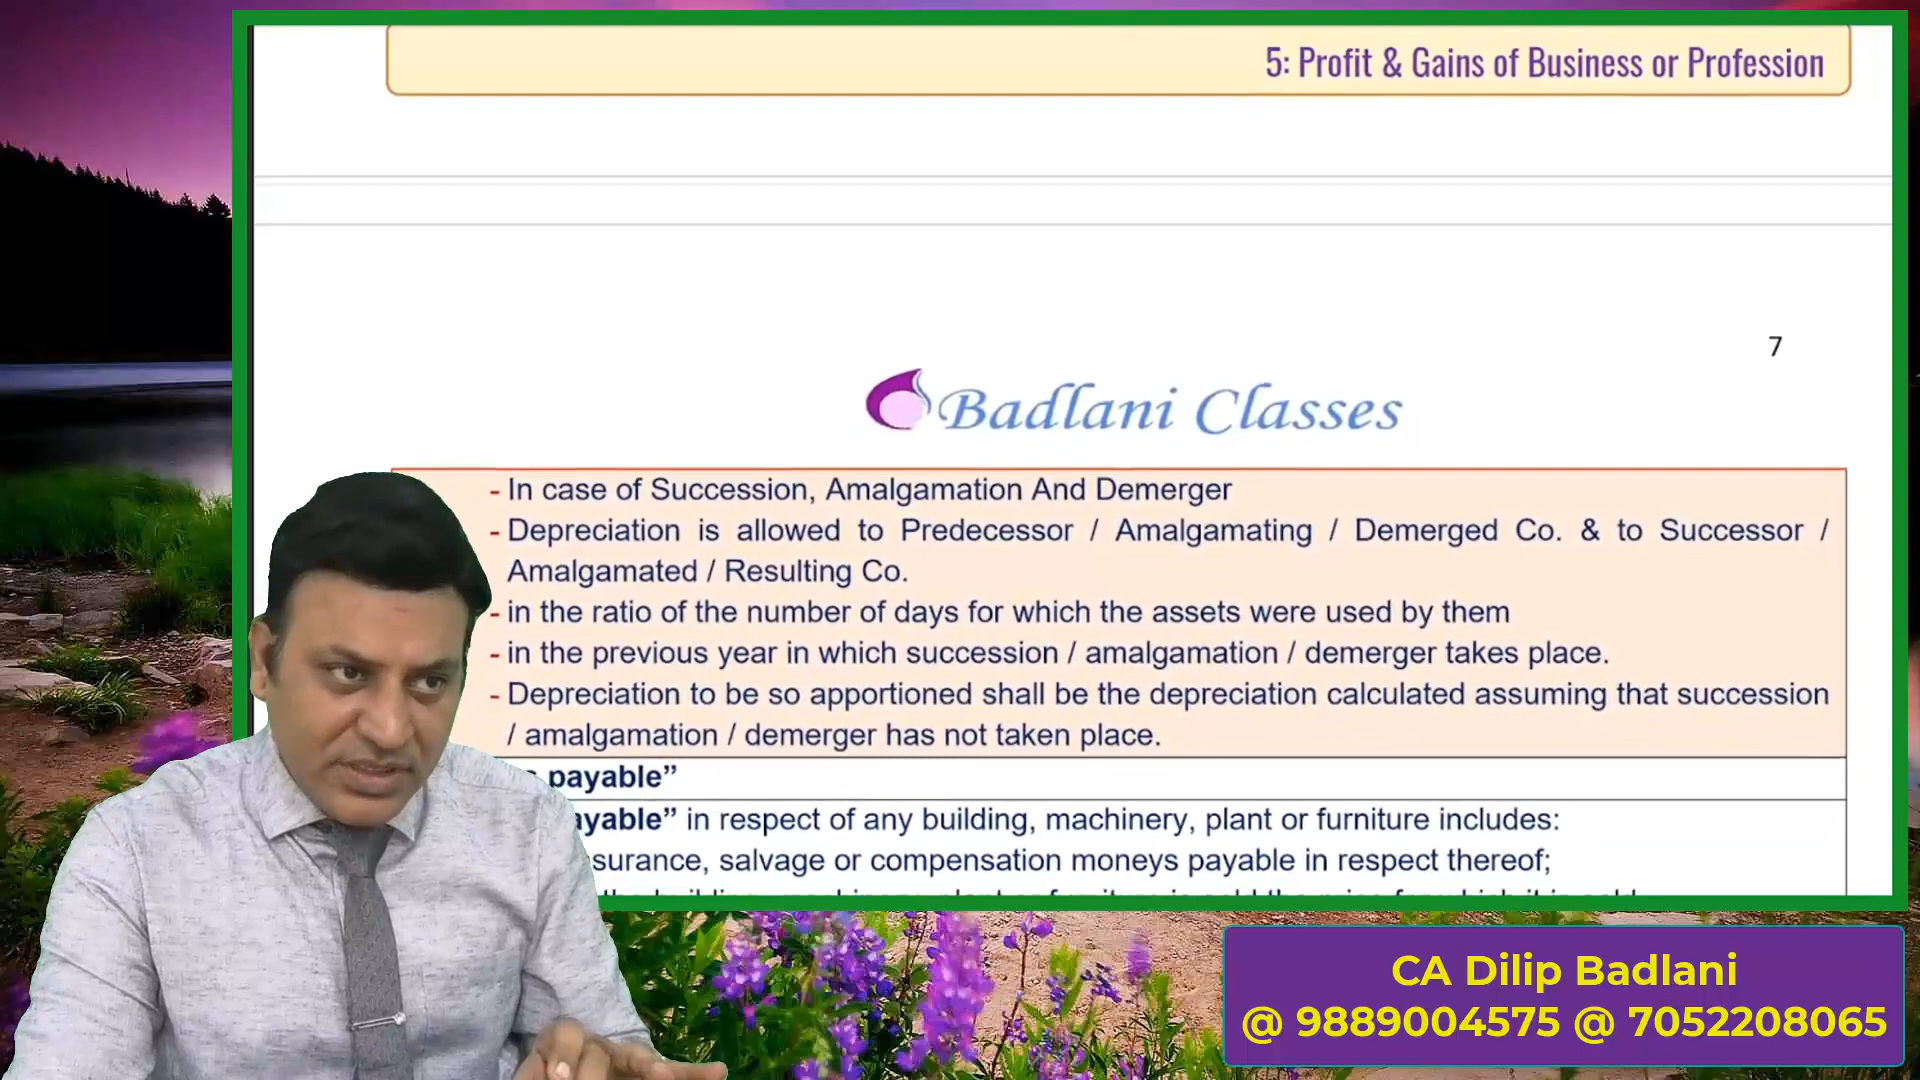 5: Profit & Gains of Business or Profession
7
Badlani Classes
- In case of Succession, Amalgamation And Demerger
- Depreciation is allowed to Predecessor / Amalgamating / Demerged Co. & to Successor /
Amalgamated / Resulting Co.
- in the ratio of the number of days for which the assets were used by them
- in the previous year in which succession / amalgamation / demerger takes place.
- Depreciation to be so apportioned shall be the depreciation calculated assuming that succession
/ amalgamation / demerger has not taken place.
payable”
ayable” in respect of any building, machinery, plant or furniture includes:
surance, salvage or compensation moneys payable in respect thereof;
CA Dilip Badlani
@ 9889004575 @ 7052208065